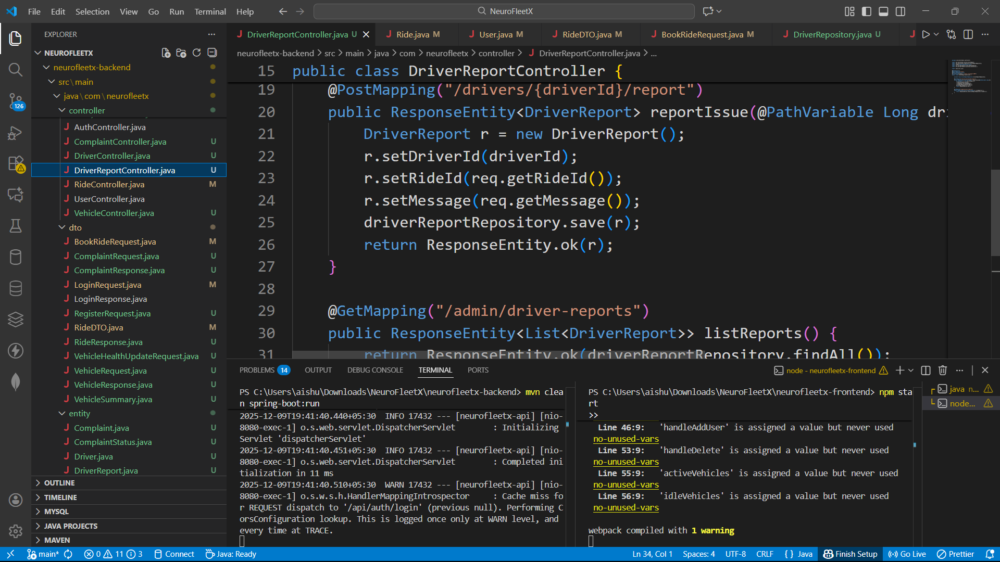 File Edit Selection View Go Run Terminal Help
NeuroFleetX
EXPLORER
NEUROFLEETX
neurofleetx-backend
src\main
java\com\neurofleetx
controller
AuthController.java
ComplaintController.java U
DriverController.java U
DriverReportController.java U
RideController.java M
UserController.java
VehicleController.java U
dto
BookRideRequest.java M
ComplaintRequest.java U
ComplaintResponse.java U
LoginRequest.java M
LoginResponse.java
RegisterRequest.java U
RideDTO.java M
RideResponse.java U
VehicleHealthUpdateRequest.java U
VehicleRequest.java U
VehicleResponse.java U
VehicleSummary.java U
entity
Complaint.java U
ComplaintStatus.java U
Driver.java U
DriverReport.java U
OUTLINE
TIMELINE
MYSQL
JAVA PROJECTS
MAVEN
126
DriverReportController.java U
Ride.java M
User.java M
RideDTO.java M
BookRideRequest.java M
DriverRepository.java U
neurofleetx-backend > src > main > java > com > neurofleetx > controller > DriverReportController.java > ...
15 public class DriverReportController {
19 @PostMapping("/drivers/{driverId}/report")
20 public ResponseEntity<DriverReport> reportIssue(@PathVariable Long dri
21 DriverReport r = new DriverReport();
22 r.setDriverId(driverId);
23 r.setRideId(req.getRideId());
24 r.setMessage(req.getMessage());
25 driverReportRepository.save(r);
26 return ResponseEntity.ok(r);
27 }
28
29 @GetMapping("/admin/driver-reports")
30 public ResponseEntity<List<DriverReport>> listReports() {
31 return ResponseEntity.ok(driverReportRepository.findAll());
PROBLEMS 14 OUTPUT DEBUG CONSOLE TERMINAL PORTS
node - neurofleetx-frontend
PS C:\Users\aishu\Downloads\NeuroFleetX\neurofleetx-backend> mvn clea
n spring-boot:run
2025-12-09T19:41:40.440+05:30  INFO 17432 --- [neurofleetx-api] [nio-
8080-exec-1] o.s.web.servlet.DispatcherServlet        : Initializing
Servlet 'dispatcherServlet'
2025-12-09T19:41:40.451+05:30  INFO 17432 --- [neurofleetx-api] [nio-
8080-exec-1] o.s.web.servlet.DispatcherServlet        : Completed ini
tialization in 11 ms
2025-12-09T19:41:40.510+05:30  WARN 17432 --- [neurofleetx-api] [nio-
8080-exec-1] o.s.w.s.h.HandlerMappingIntrospector     : Cache miss fo
r REQUEST dispatch to '/api/auth/login' (previous null). Performing C
orsConfiguration lookup. This is logged once only at WARN level, and
every time at TRACE.
PS C:\Users\aishu\Downloads\NeuroFleetX\neurofleetx-frontend> npm sta
rt
>>
Line 46:9:   'handleAddUser' is assigned a value but never used
no-unused-vars
Line 53:9:   'handleDelete' is assigned a value but never used
no-unused-vars
Line 55:9:   'activeVehicles' is assigned a value but never used
no-unused-vars
Line 56:9:   'idleVehicles' is assigned a value but never used
no-unused-vars
webpack compiled with 1 warning
java n...
node...
main* 0 11 3 Connect Java: Ready
Ln 34, Col 1 Spaces: 4 UTF-8 CRLF { } Java Finish Setup Go Live Prettier